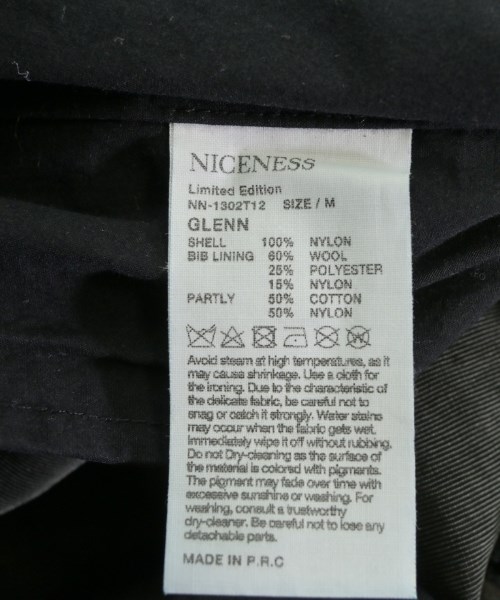 NICENESS
Limited Edition
NN-1302T12 SIZE / M
GLENN
SHELL 100% NYLON
BIB LINING 60% WOOL
25% POLYESTER
15% NYLON
PARTLY 50% COTTON
50% NYLON
Avoid steam at high temperatures, as it
may cause shrinkage. Use a cloth for
the ironing. Due to the characteristic of
the delicate fabric, be careful not to
snag or catch it strongly. Water stains
may occur when the fabric gets wet.
Immediately wipe it off without rubbing.
Do not Dry-cleaning as the surface of
the material is colored with pigments.
The pigment may fade over time with
excessive sunshine or washing. For
washing, consult a trustworthy
dry-cleaner. Be careful not to lose any
detachable parts.
MADE IN P.R.C